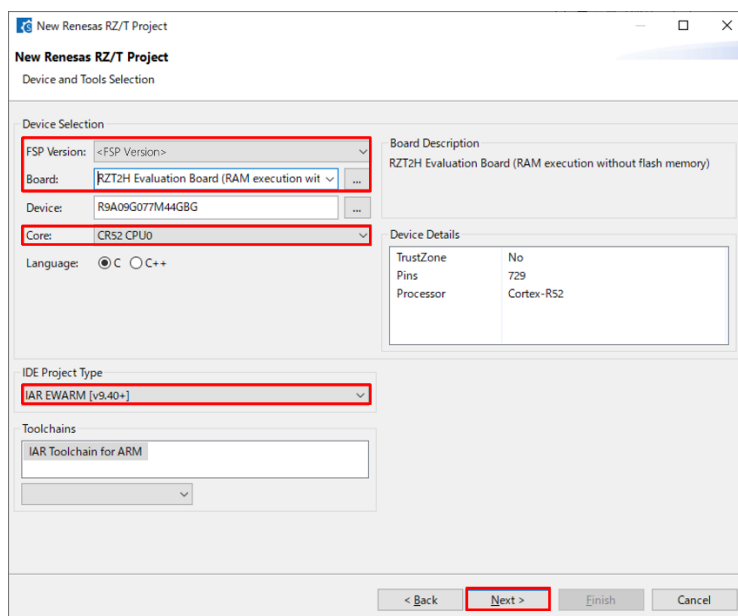 New Renesas RZ/T Project
New Renesas RZ/T Project
Device and Tools Selection
Device Selection
FSP Version: <FSP Version>
Board: RZT2H Evaluation Board (RAM execution wit
...
Device: R9A09G077M44GBG
...
Core: CR52 CPU0
Language: C C++
Board Description
RZT2H Evaluation Board (RAM execution without flash memory)
Device Details
TrustZone No
Pins 729
Processor Cortex-R52
IDE Project Type
IAR EWARM [v9.40+]
Toolchains
IAR Toolchain for ARM
< Back Next > Finish Cancel